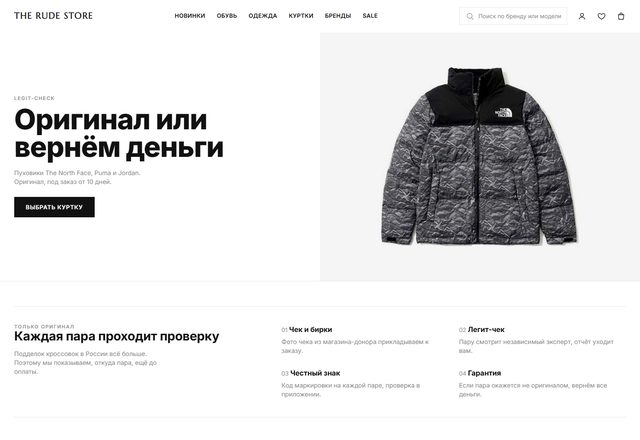 THE RUDE STORE
НОВИНКИ ОБУВЬ ОДЕЖДА КУРТКИ БРЕНДЫ SALE
Поиск по бренду или модели
LEGIT-CHECK
Оригинал или
вернём деньги
Пуховики The North Face, Puma и Jordan.
Оригинал, под заказ от 10 дней.
ВЫБРАТЬ КУРТКУ
THE
NORTH
FACE
ТОЛЬКО ОРИГИНАЛ
Каждая пара проходит проверку
Подделок кроссовок в России всё больше.
Поэтому мы показываем, откуда пара, ещё до
оплаты.
01 Чек и бирки
Фото чека из магазина-донора прикладываем к
заказу.
02 Легит-чек
Пару смотрит независимый эксперт, отчёт уходит
вам.
03 Честный знак
Код маркировки на каждой паре, проверка в
приложении.
04 Гарантия
Если пара окажется не оригиналом, вернём все
деньги.